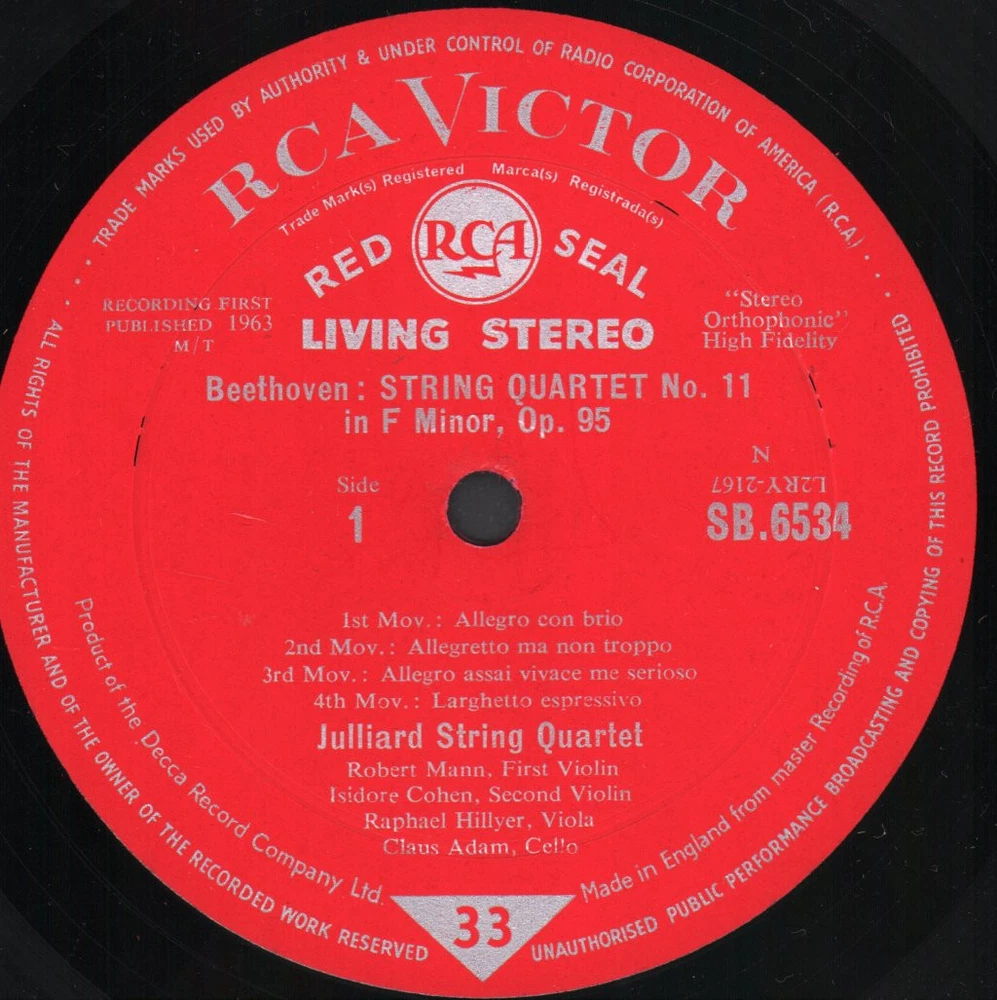 TRADE MARKS USED BY AUTHORITY & UNDER CONTROL OF RADIO CORPORATION OF AMERICA (R.C.A.)
RCA VICTOR
Trade Mark(s) Registered Marca(s) Registrada(s)
RED RCA SEAL
LIVING STEREO
RECORDING FIRST
PUBLISHED 1963
M/T
"Stereo
Orthophonic"
High Fidelity
Beethoven: STRING QUARTET No. 11
in F Minor, Op. 95
Side
1
N
L2RY-2167
SB.6534
1st Mov.: Allegro con brio
2nd Mov.: Allegretto ma non troppo
3rd Mov.: Allegro assai vivace me serioso
4th Mov.: Larghetto espressivo
Julliard String Quartet
Robert Mann, First Violin
Isidore Cohen, Second Violin
Raphael Hillyer, Viola
Claus Adam, Cello
Product of the Decca Record Company Ltd.
Made in England from master Recording of R.C.A.
33
ALL RIGHTS OF THE MANUFACTURER AND OF THE OWNER OF THE RECORDED WORK RESERVED
UNAUTHORISED PUBLIC PERFORMANCE BROADCASTING AND COPYING OF THIS RECORD PROHIBITED